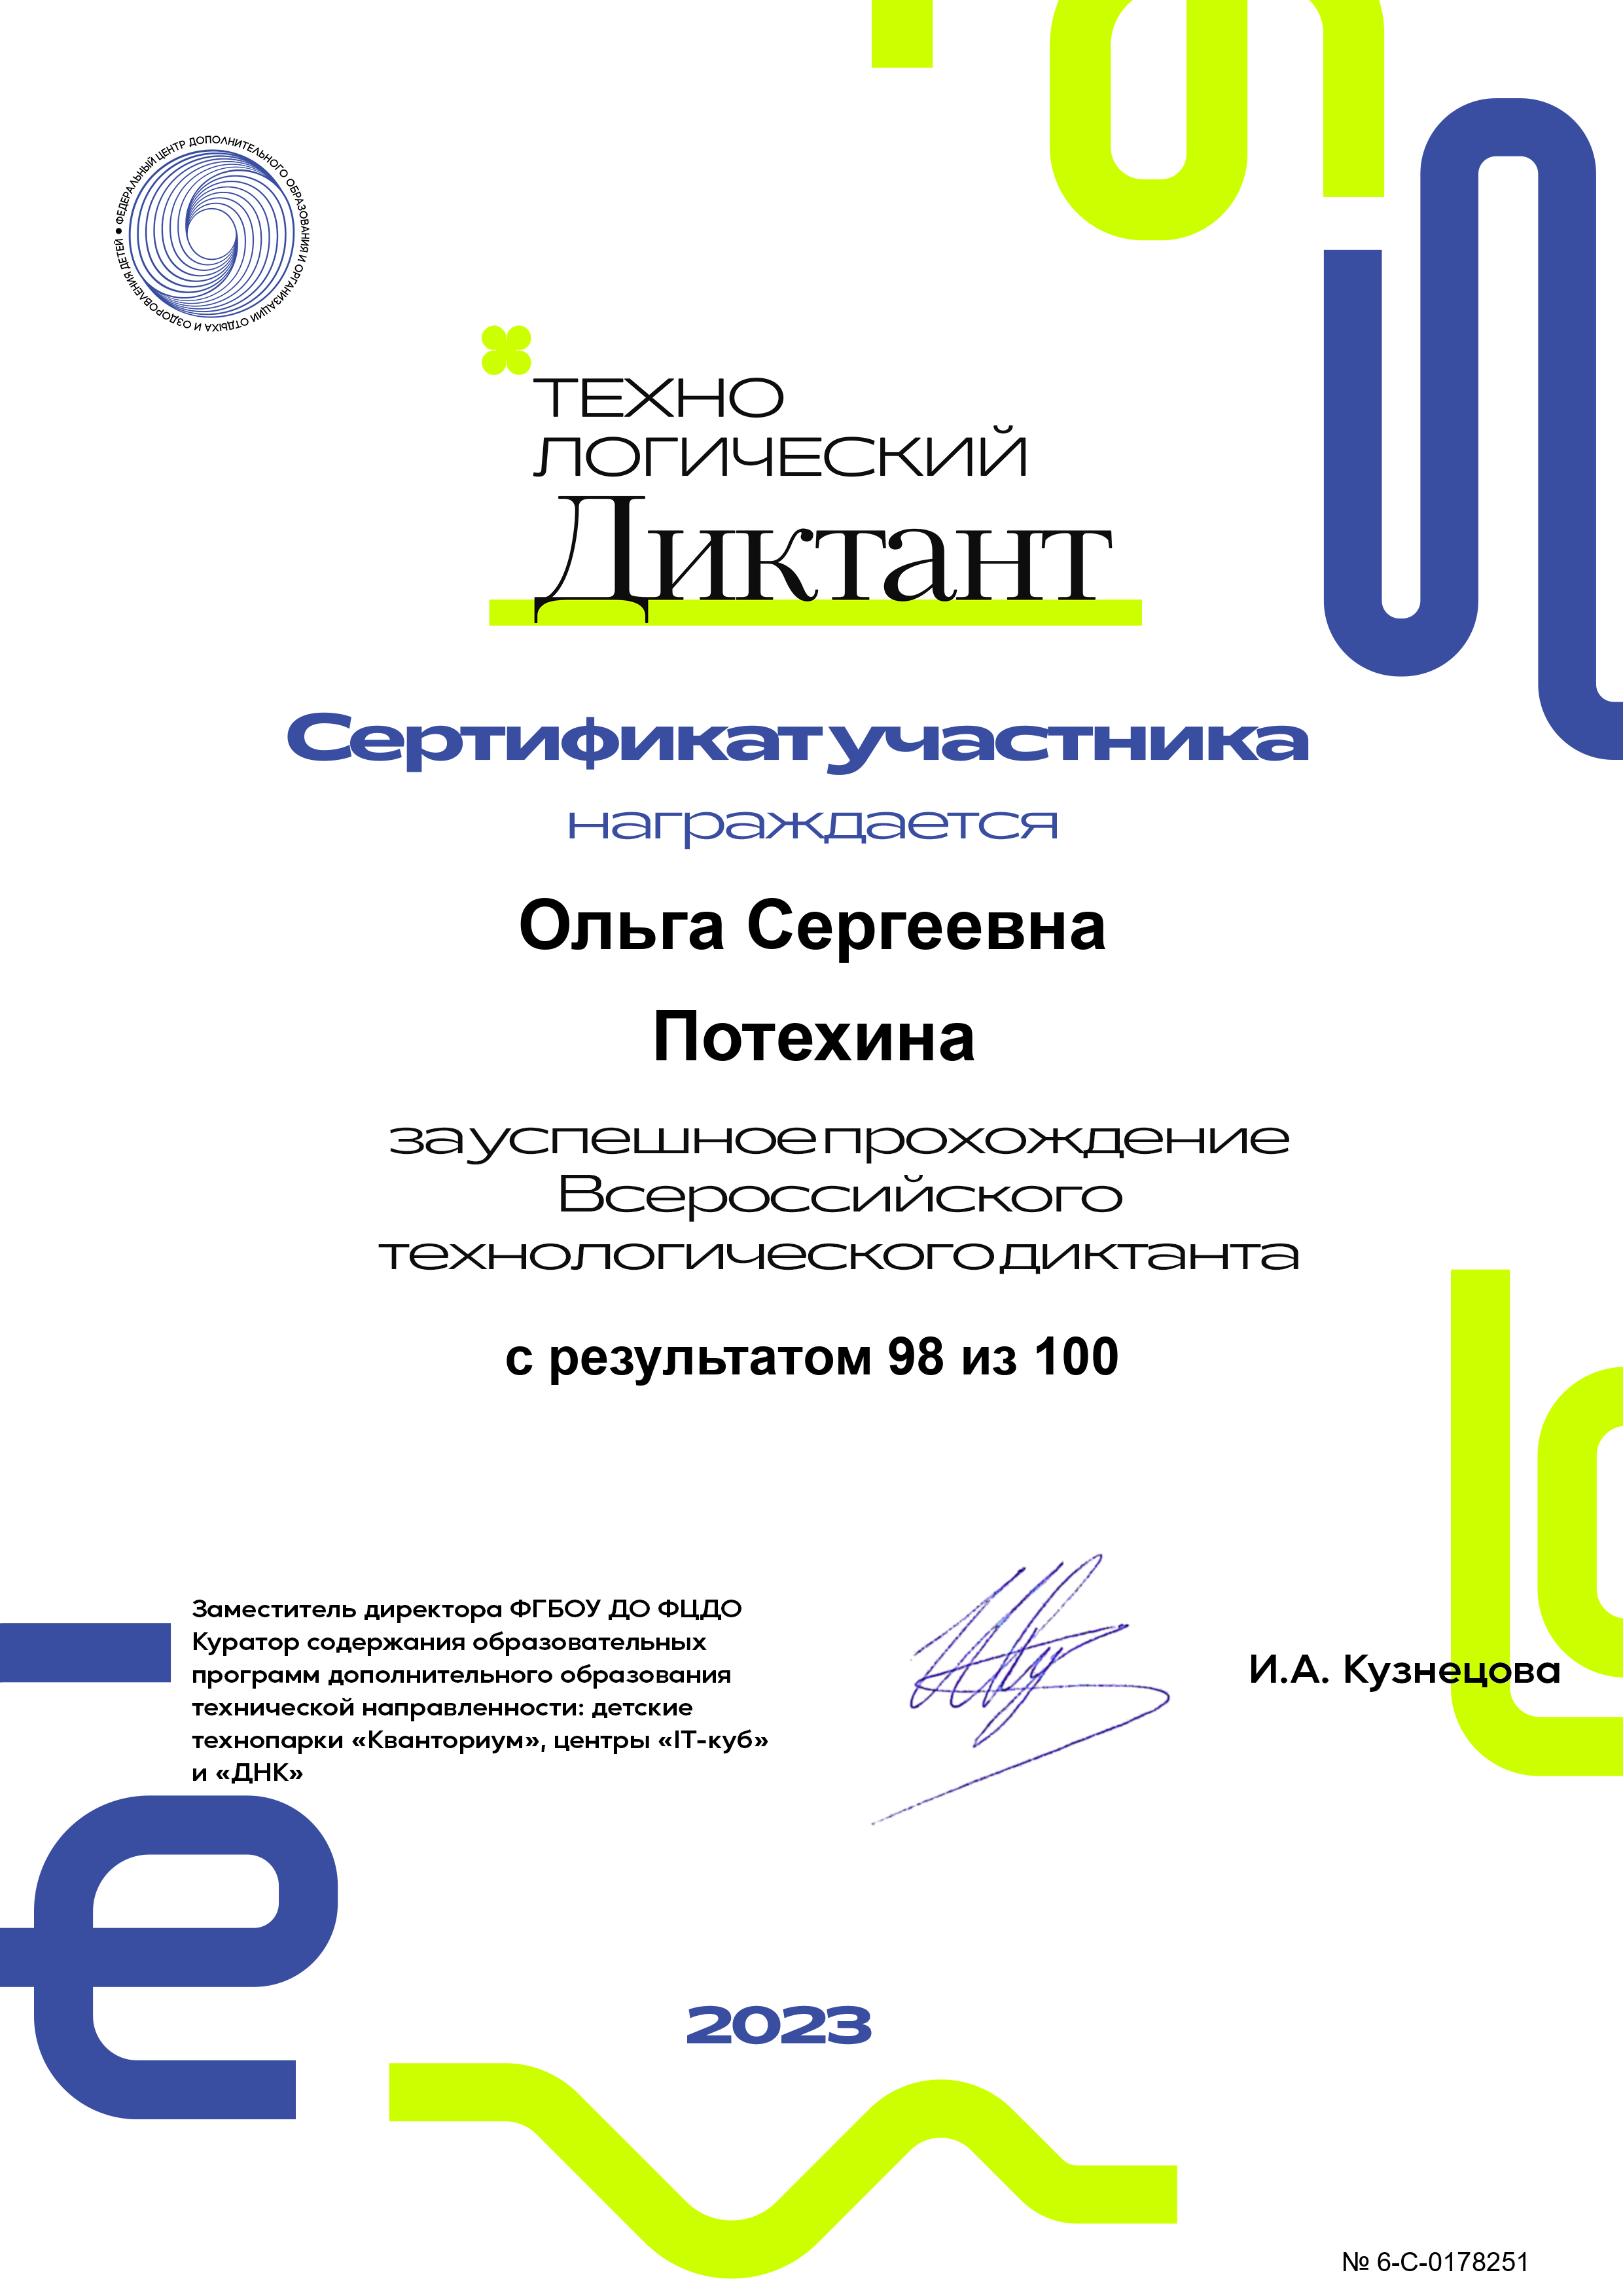 ФЕДЕРАЛЬНЫЙ ЦЕНТР ДОПОЛНИТЕЛЬНОГО ОБРАЗОВАНИЯ И ОРГАНИЗАЦИИ ОТДЫХА И ОЗДОРОВЛЕНИЯ ДЕТЕЙ •
ТЕХНО
ЛОГИЧЕСКИЙ
Диктант
Сертификат участника
награждается
Ольга Сергеевна
Потехина
за успешное прохождение
Всероссийского
технологического диктанта
с результатом 98 из 100
Заместитель директора ФГБОУ ДО ФЦДО
Куратор содержания образовательных
программ дополнительного образования
технической направленности: детские
технопарки «Кванториум», центры «IT-куб»
и «ДНК»
И.А. Кузнецова
2023
№ 6-С-0178251